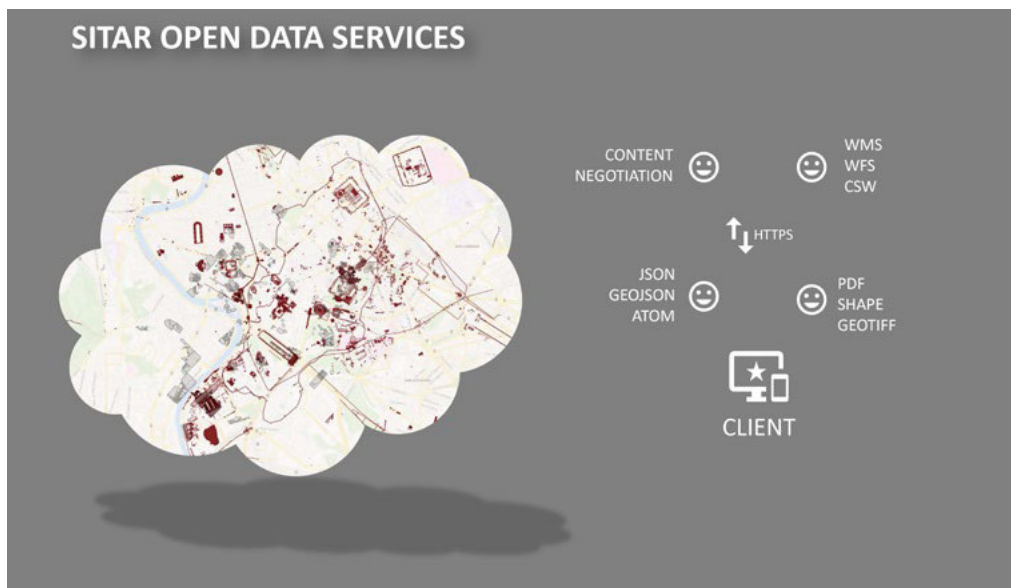 SITAR OPEN DATA SERVICES
CONTENT
NEGOTIATION
WMS
WFS
CSW
HTTPS
JSON
GEOJSON
ATOM
PDF
SHAPE
GEOTIFF
CLIENT